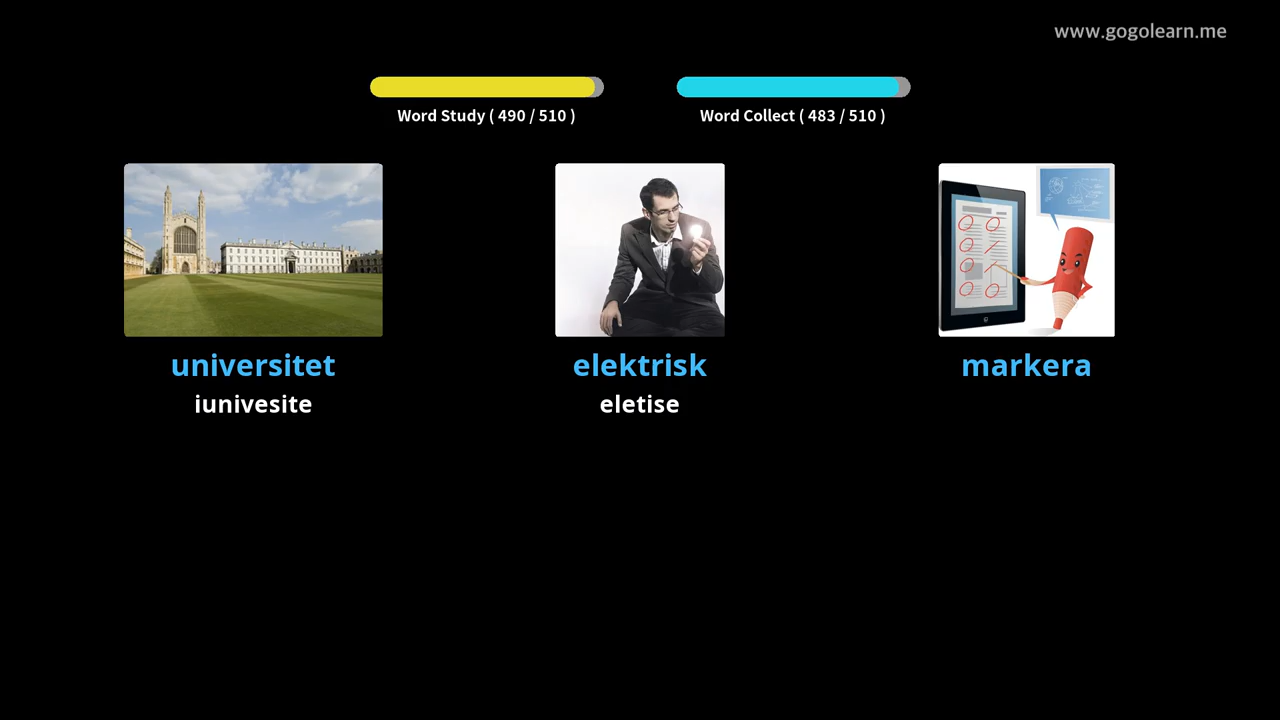 www.gogolearn.me
Word Study ( 490 / 510 )
Word Collect ( 483 / 510 )
universitet
elektrisk
markera
iunivesite
eletise